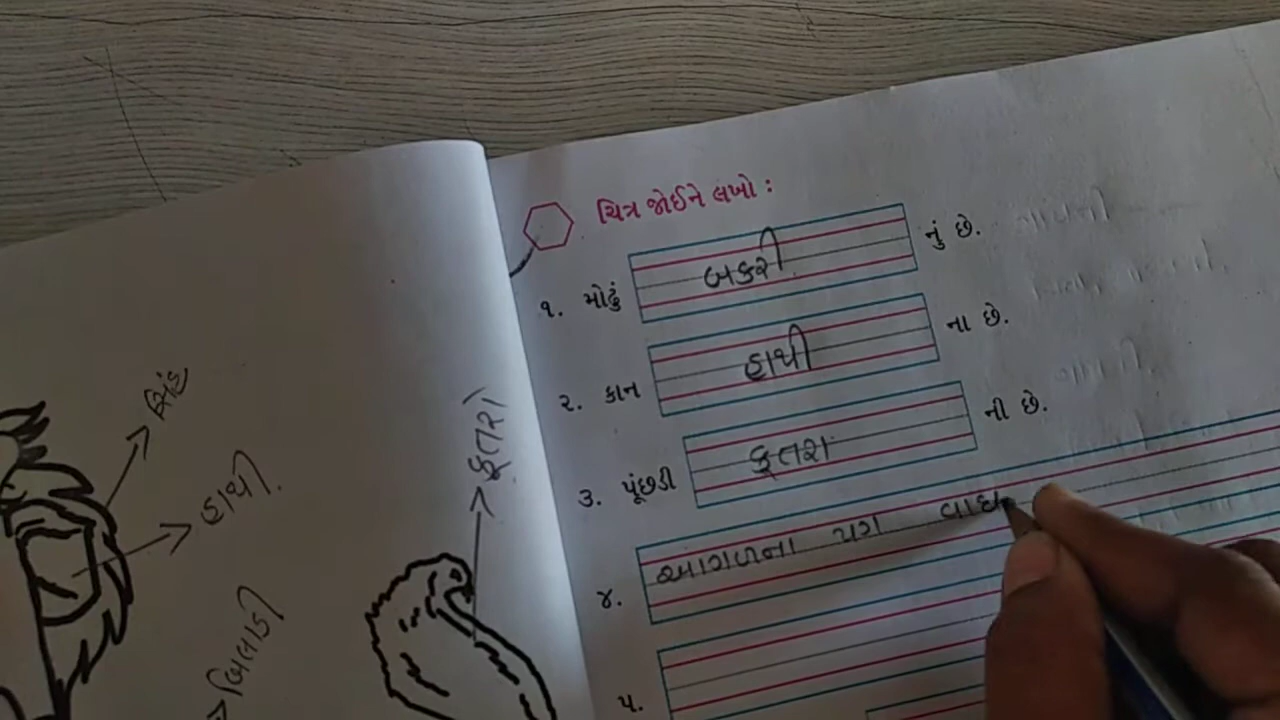 ચિત્ર જોઈને લખો :
૧. મોઢું બકરી નું છે.
૨. કાન હાથી ના છે.
૩. પૂંછડી કૂતરા ની છે.
૪. આગળના પગ વાઘ
૫.
સિંહ
હાથી.
બિલાડી
કૂતરા